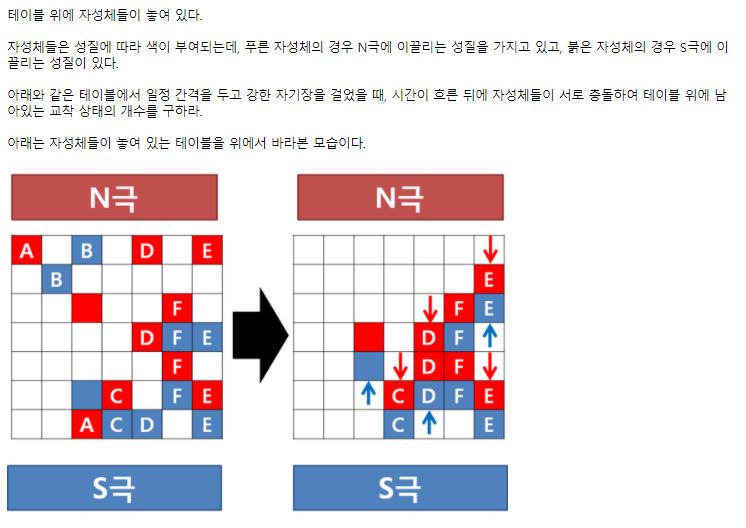 테이블 위에 자성체들이 놓여 있다.
자성체들은 성질에 따라 색이 부여되는데, 푸른 자성체의 경우 N극에 이끌리는 성질을 가지고 있고, 붉은 자성체의 경우 S극에 이
끌리는 성질이 있다.
아래와 같은 테이블에서 일정 간격을 두고 강한 자기장을 걸었을 때, 시간이 흐른 뒤에 자성체들이 서로 충돌하여 테이블 위에 남
아있는 교착 상태의 개수를 구하라.
아래는 자성체들이 놓여 있는 테이블을 위에서 바라본 모습이다.
N극
A B D E
B
F
D F E
F
C F E
A C D E
S극
N극
E
F E
D F
D F
C D F E
C E
S극